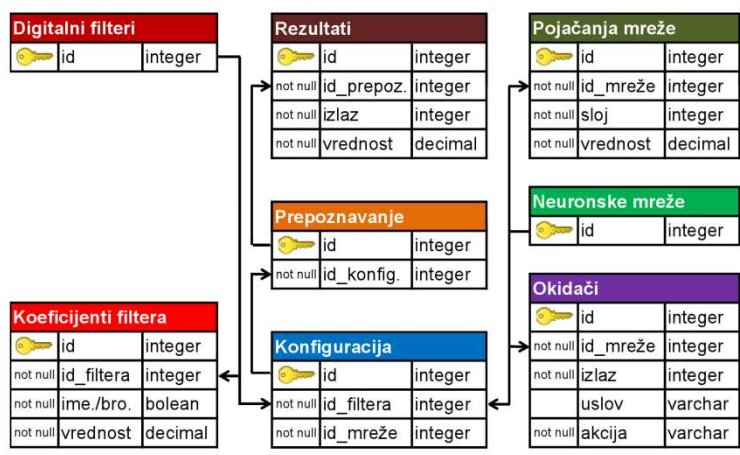 Digitalni filteri
id integer
Rezultati
id integer
not null id_prepoz. integer
not null izlaz integer
not null vrednost decimal
Pojačanja mreže
id integer
not null id_mreže integer
not null sloj integer
not null vrednost decimal
Prepoznavanje
id integer
not null id_konfig. integer
Neuronske mreže
id integer
Koeficijenti filtera
id integer
not null id_filtera integer
not null ime./bro. bolean
not null vrednost decimal
Konfiguracija
id integer
not null id_filtera integer
not null id_mreže integer
Okidači
id integer
not null id_mreže integer
not null izlaz integer
uslov varchar
not null akcija varchar